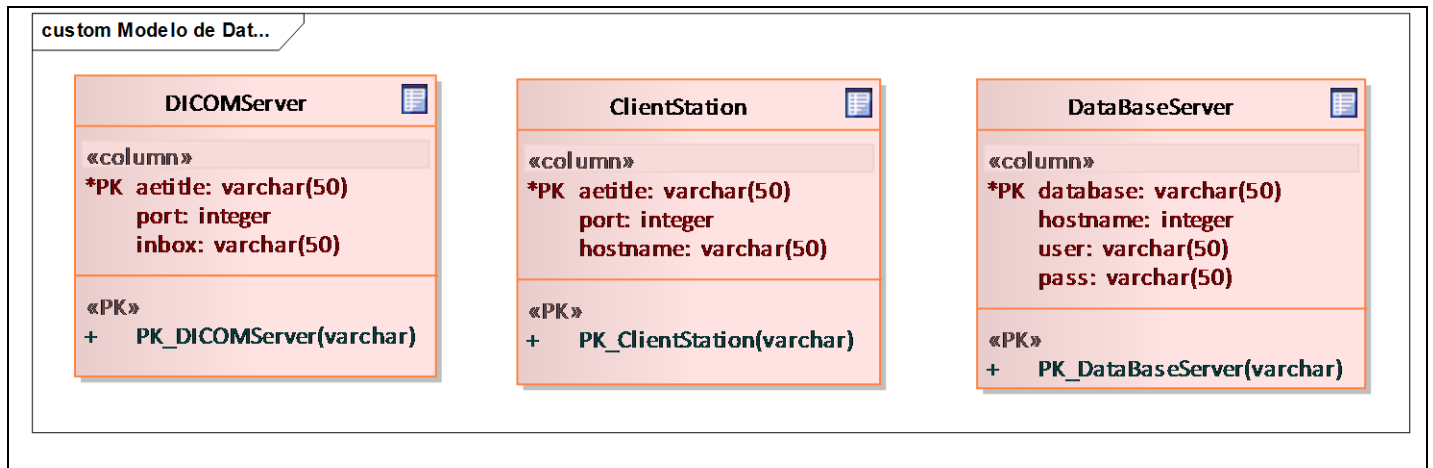 custom Modelo de Dat...
DICOMServer
«column»
*PK aetitle: varchar(50)
port: integer
inbox: varchar(50)
«PK»
+ PK_DICOMServer(varchar)
ClientStation
«column»
*PK aetitle: varchar(50)
port: integer
hostname: varchar(50)
«PK»
+ PK_ClientStation(varchar)
DataBaseServer
«column»
*PK database: varchar(50)
hostname: integer
user: varchar(50)
pass: varchar(50)
«PK»
+ PK_DataBaseServer(varchar)